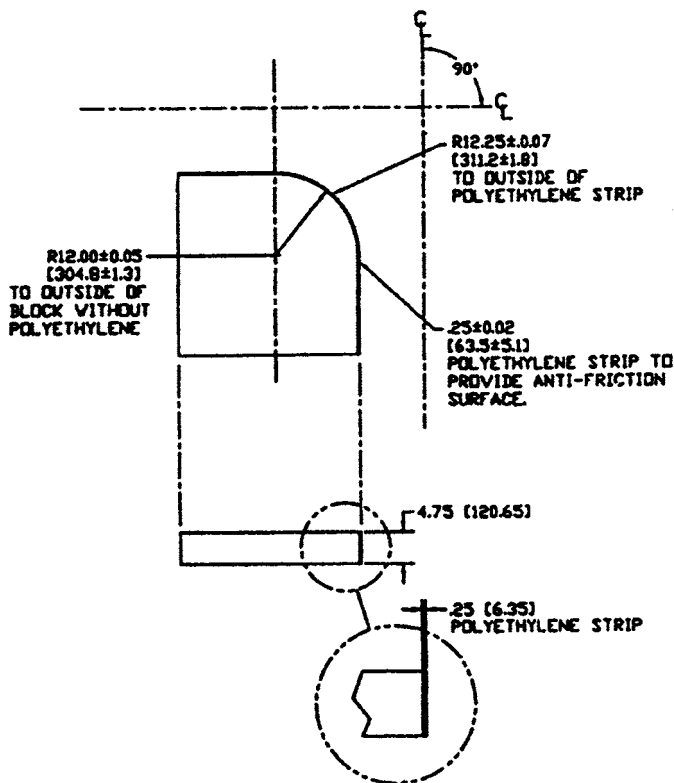 ℄
90°
℄
R12.25±.0.07
[311.2±1.8]
TO OUTSIDE OF
POLYETHYLENE STRIP
R12.00±0.05
[304.8±1.3]
TO OUTSIDE OF
BLOCK WITHOUT
POLYETHYLENE
.25±0.02
[63.5±5.1]
POLYETHYLENE STRIP TO
PROVIDE ANTI-FRICTION
SURFACE.
4.75 [120.65]
.25 [6.35]
POLYETHYLENE STRIP